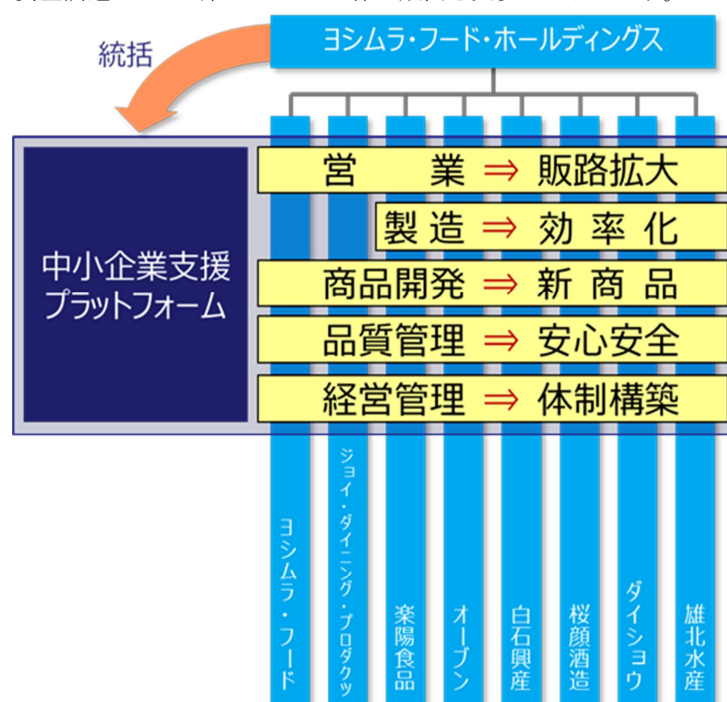 ヨシムラ・フード・ホールディングス
統括
中小企業支援
プラットフォーム
営 業 ⇒ 販路拡大
製造 ⇒ 効率化
商品開発 ⇒ 新商品
品質管理 ⇒ 安心安全
経営管理 ⇒ 体制構築
ヨシムラ・フード
ジョイ・ダイニング・プロダクツ
楽陽食品
オーブン
白石興産
桜顔酒造
ダイショウ
雄北水産